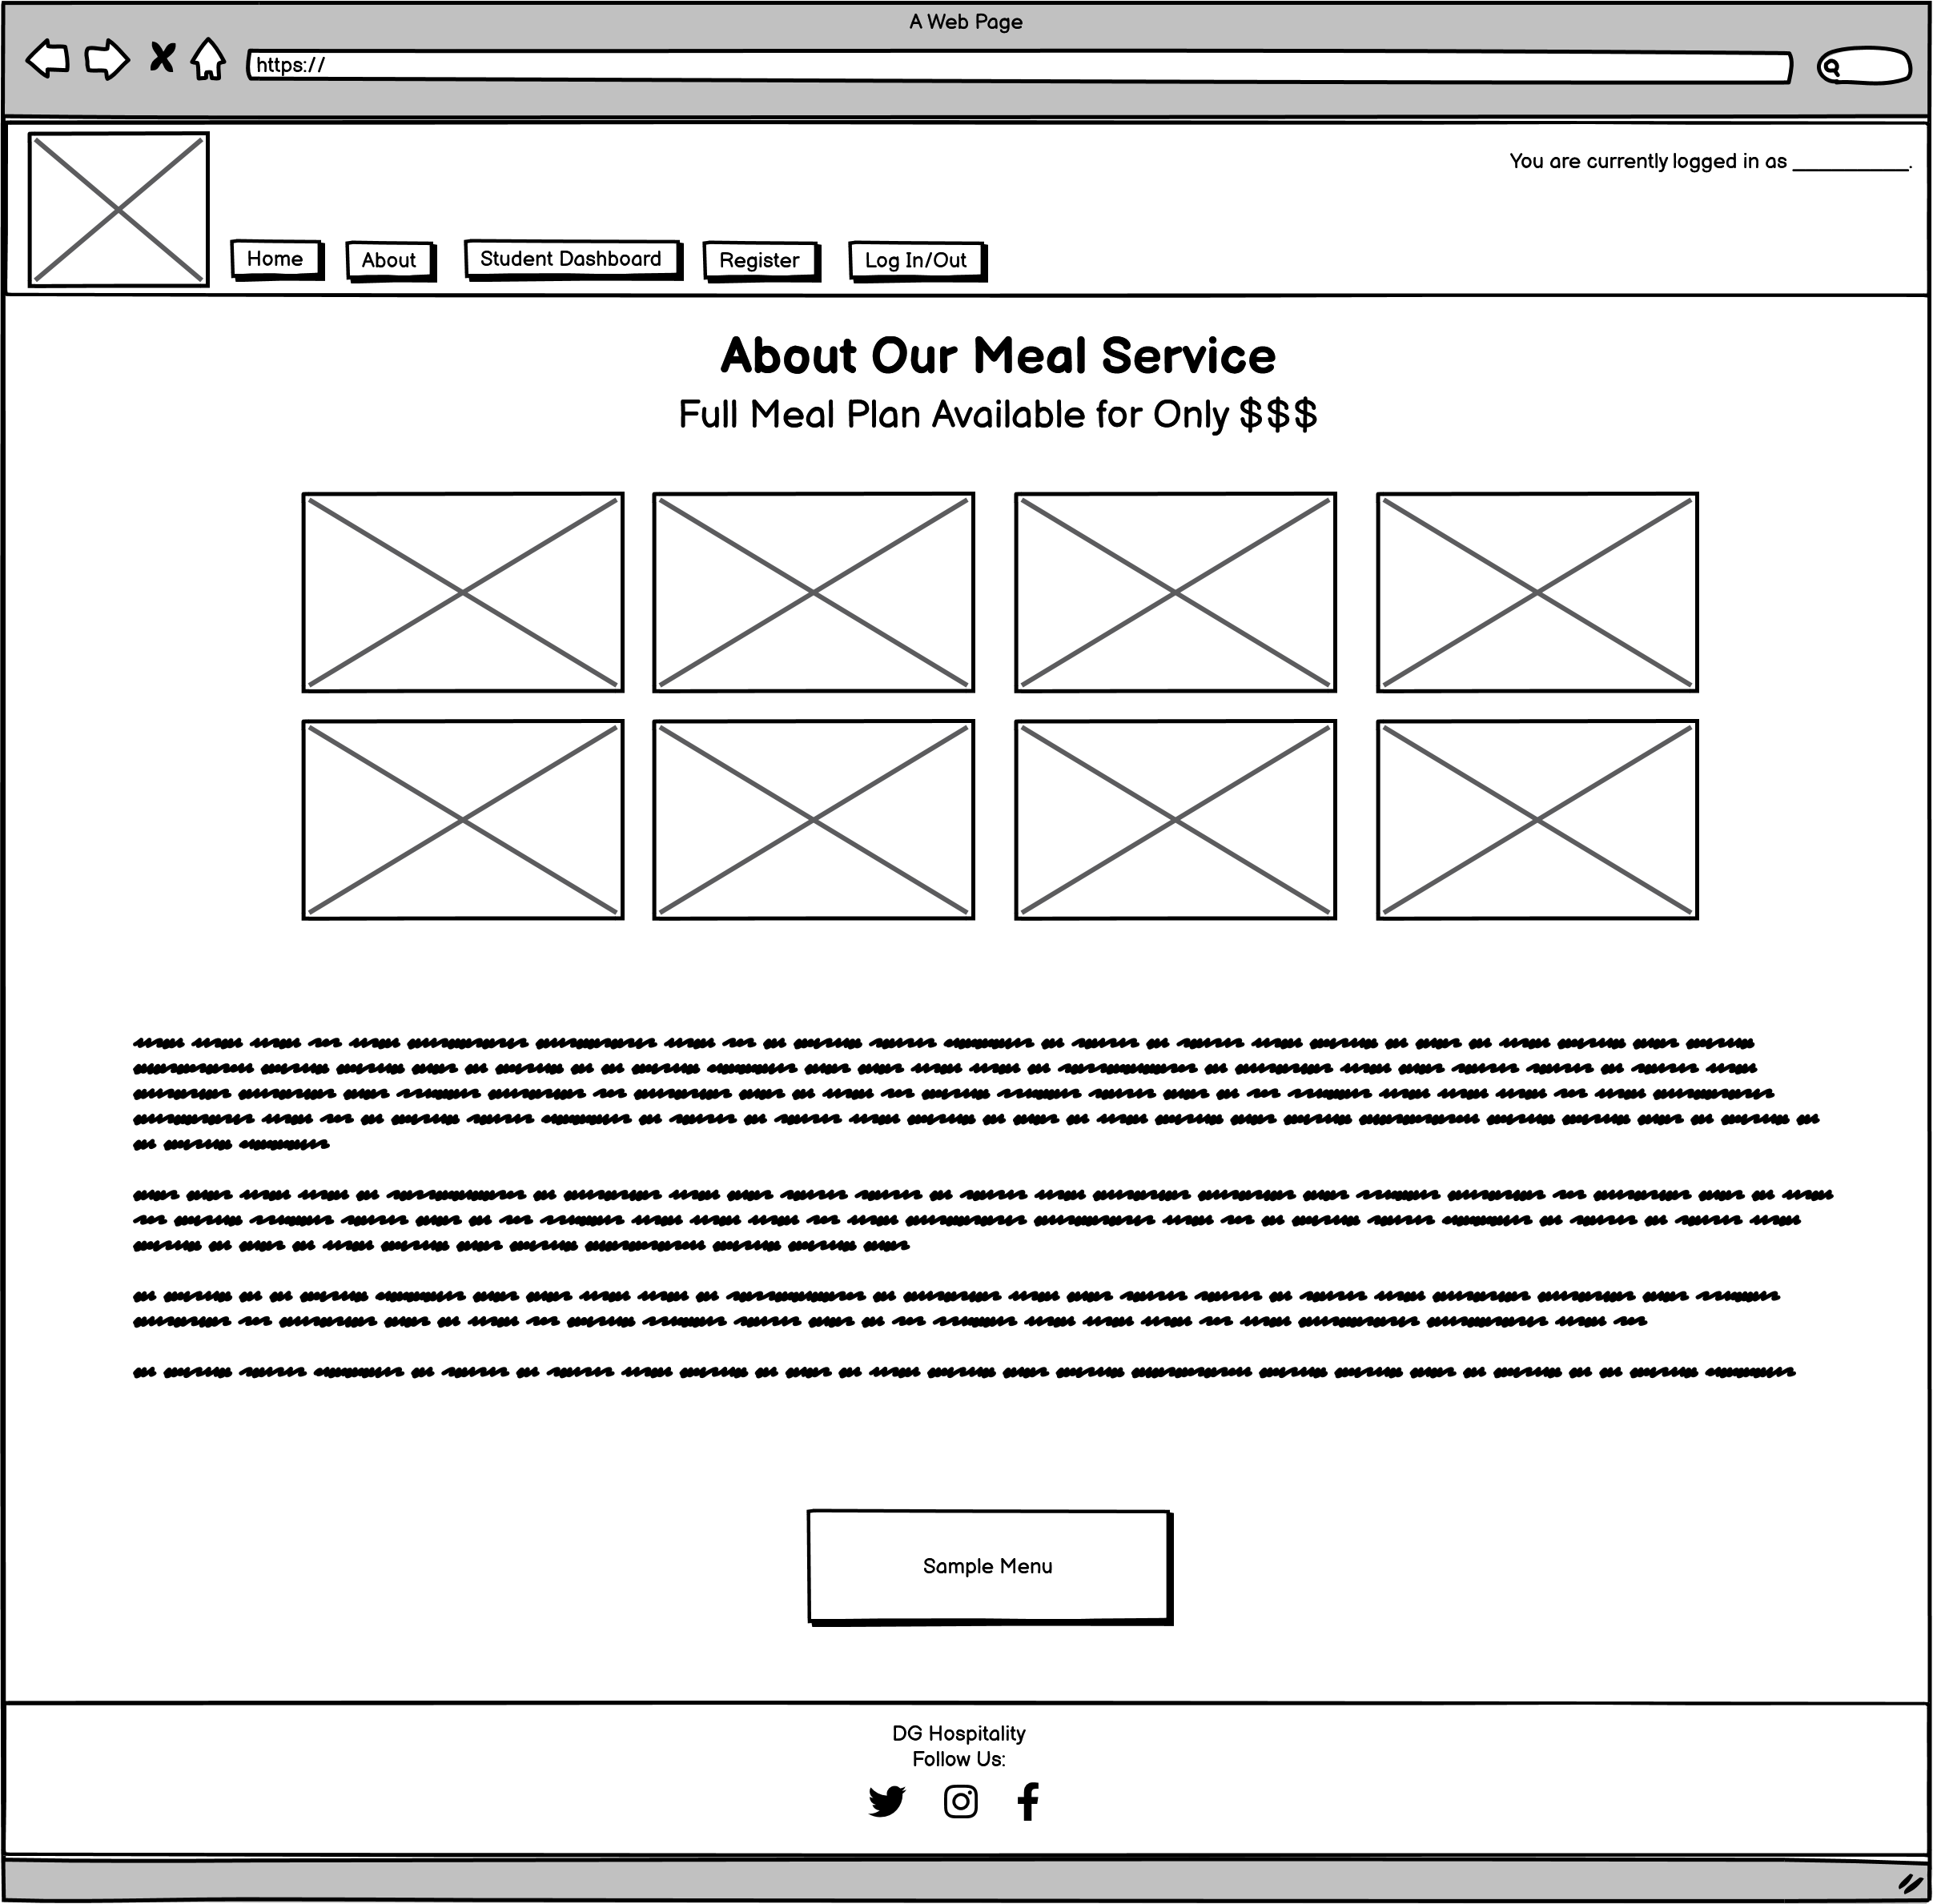 A Web Page
https://
You are currently logged in as ___________.
Home About Student Dashboard Register Log In/Out
About Our Meal Service
Full Meal Plan Available for Only $$$
Sample Menu
DG Hospitality
Follow Us: